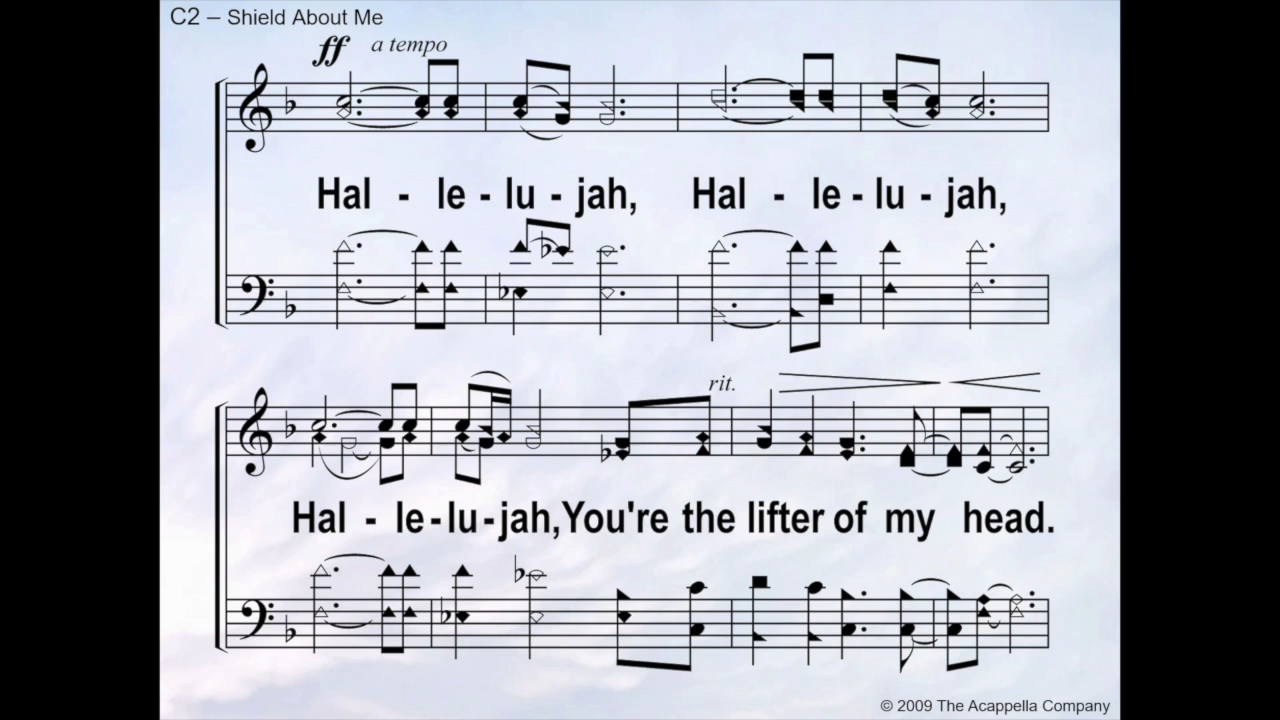 C2 – Shield About Me
ff a tempo
Hal - le - lu - jah, Hal - le - lu - jah,
rit.
Hal - le - lu - jah, You're the lifter of my head.
© 2009 The Acappella Company